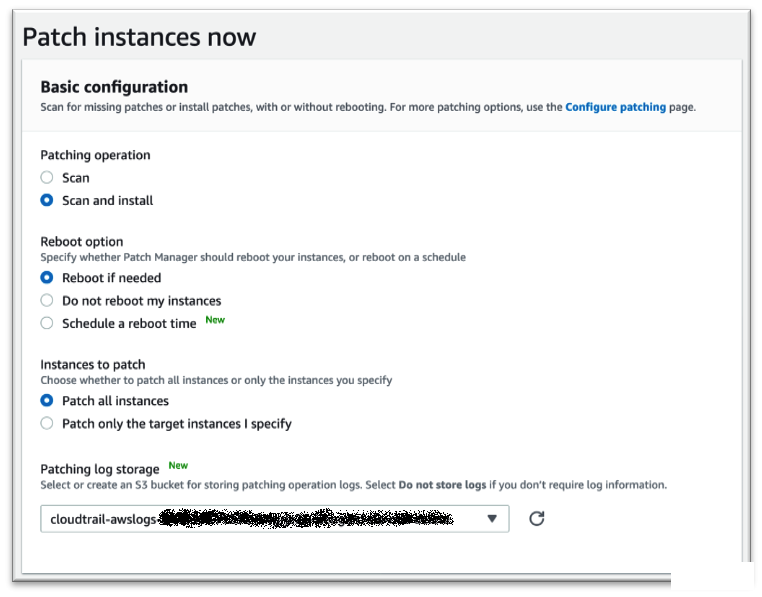 Patch instances now
Basic configuration
Scan for missing patches or install patches, with or without rebooting. For more patching options, use the Configure patching page.
Patching operation
Scan
Scan and install
Reboot option
Specify whether Patch Manager should reboot your instances, or reboot on a schedule
Reboot if needed
Do not reboot my instances
Schedule a reboot time New
Instances to patch
Choose whether to patch all instances or only the instances you specify
Patch all instances
Patch only the target instances I specify
Patching log storage New
Select or create an S3 bucket for storing patching operation logs. Select Do not store logs if you don't require log information.
cloudtrail-awslogs-